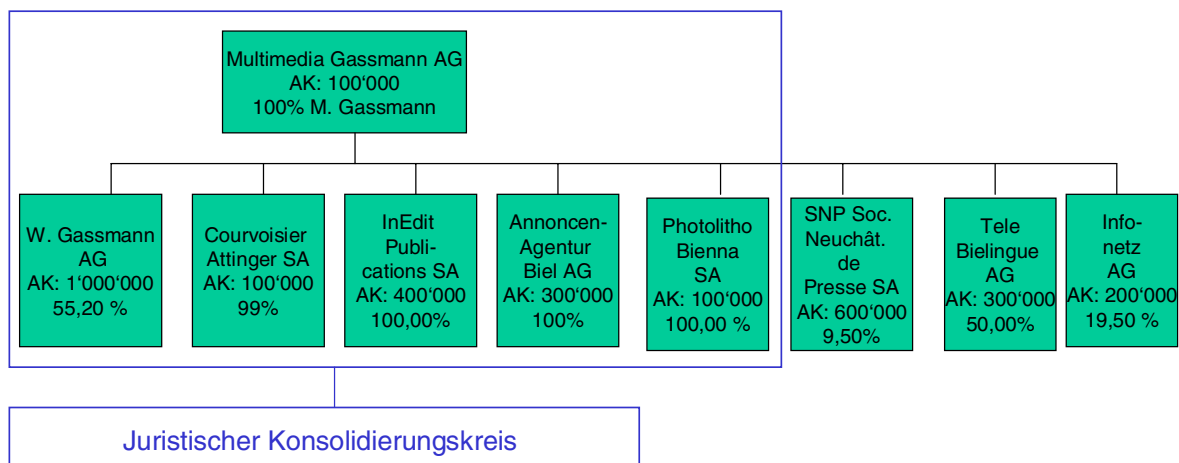 Multimedia Gassmann AG
AK: 100‘000
100% M. Gassmann
W. Gassmann
AG
AK: 1‘000‘000
55,20 %
Courvoisier
Attinger SA
AK: 100‘000
99%
InEdit
Publi-
cations SA
AK: 400‘000
100,00%
Annoncen-
Agentur
Biel AG
AK: 300‘000
100%
Photolitho
Bienna
SA
AK: 100‘000
100,00 %
SNP Soc.
Neuchât.
de
Presse SA
AK: 600‘000
9,50%
Tele
Bielingue
AG
AK: 300‘000
50,00%
Info-
netz
AG
AK: 200‘000
19,50 %
Juristischer Konsolidierungskreis